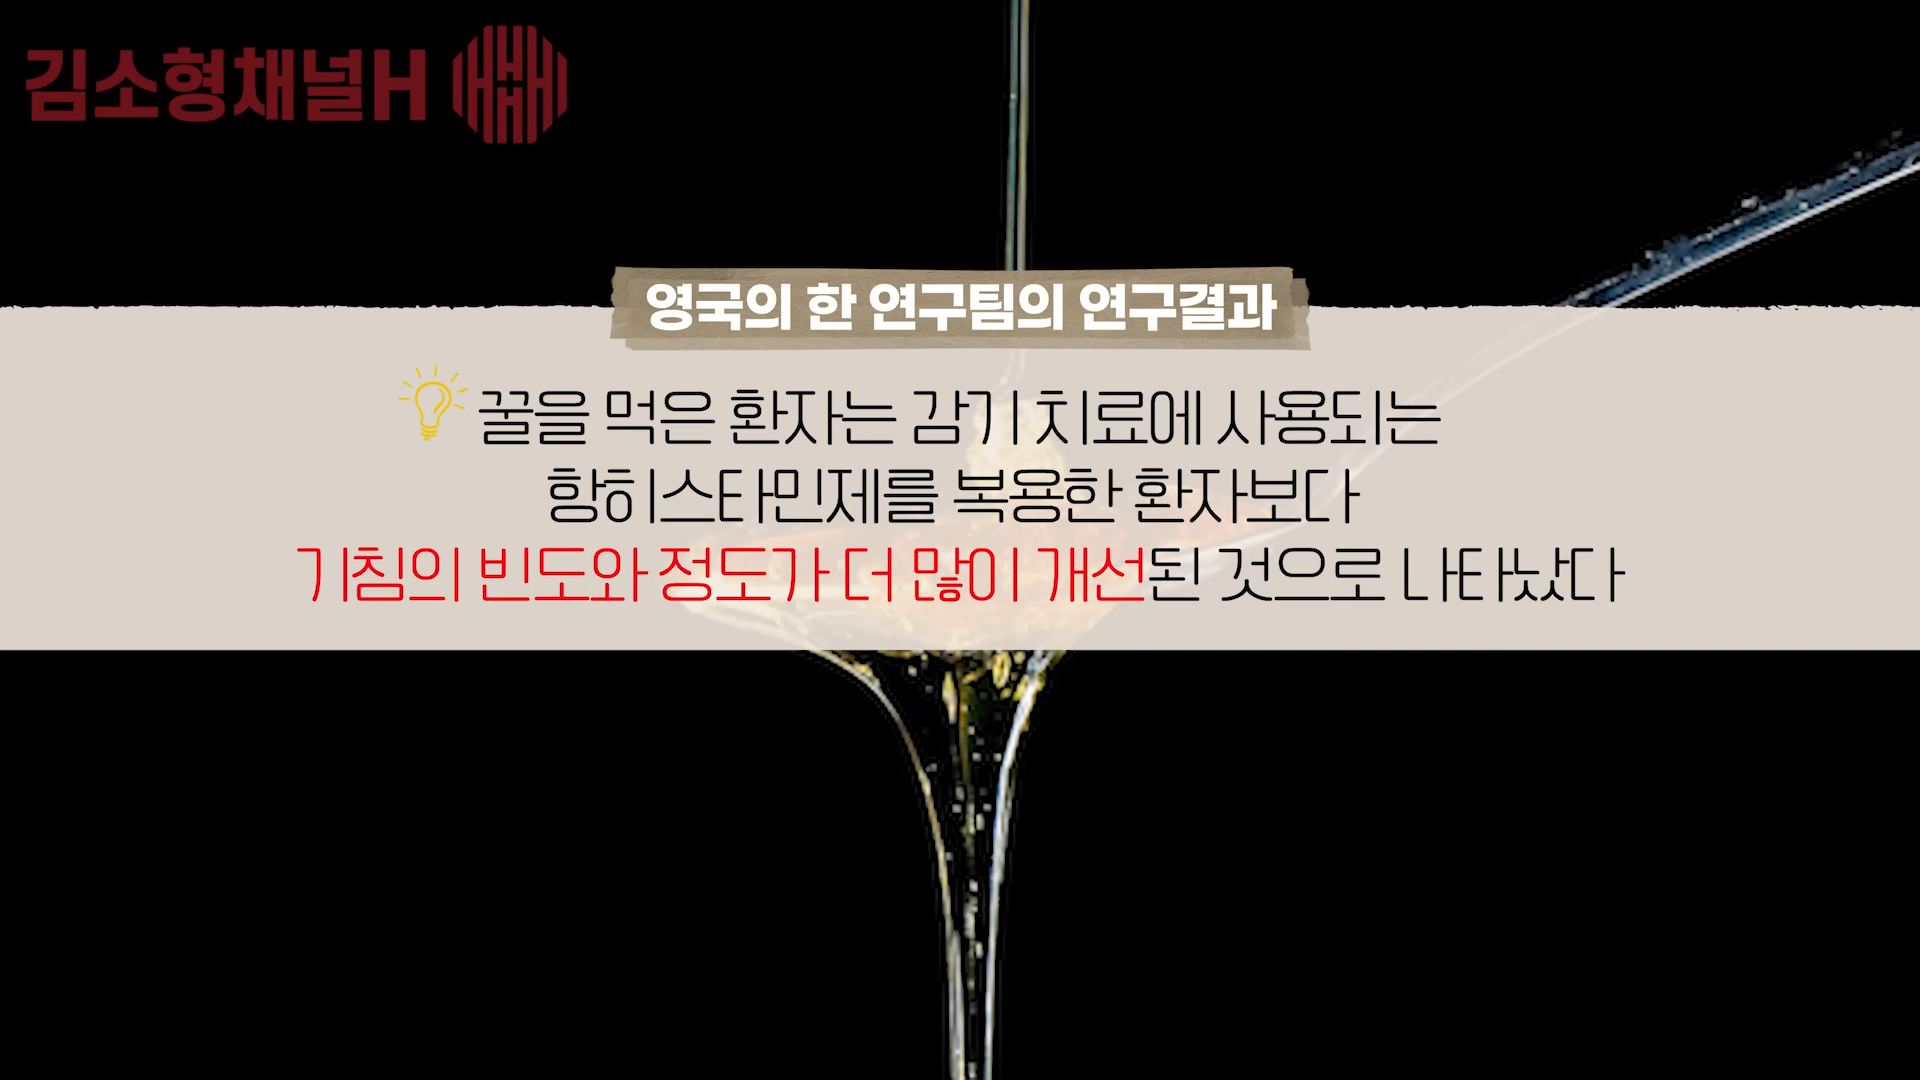 김소형채널H
영국의 한 연구팀의 연구결과
꿀을 먹은 환자는 감기 치료에 사용되는
항히스타민제를 복용한 환자보다
기침의 빈도와 정도가 더 많이 개선된 것으로 나타났다